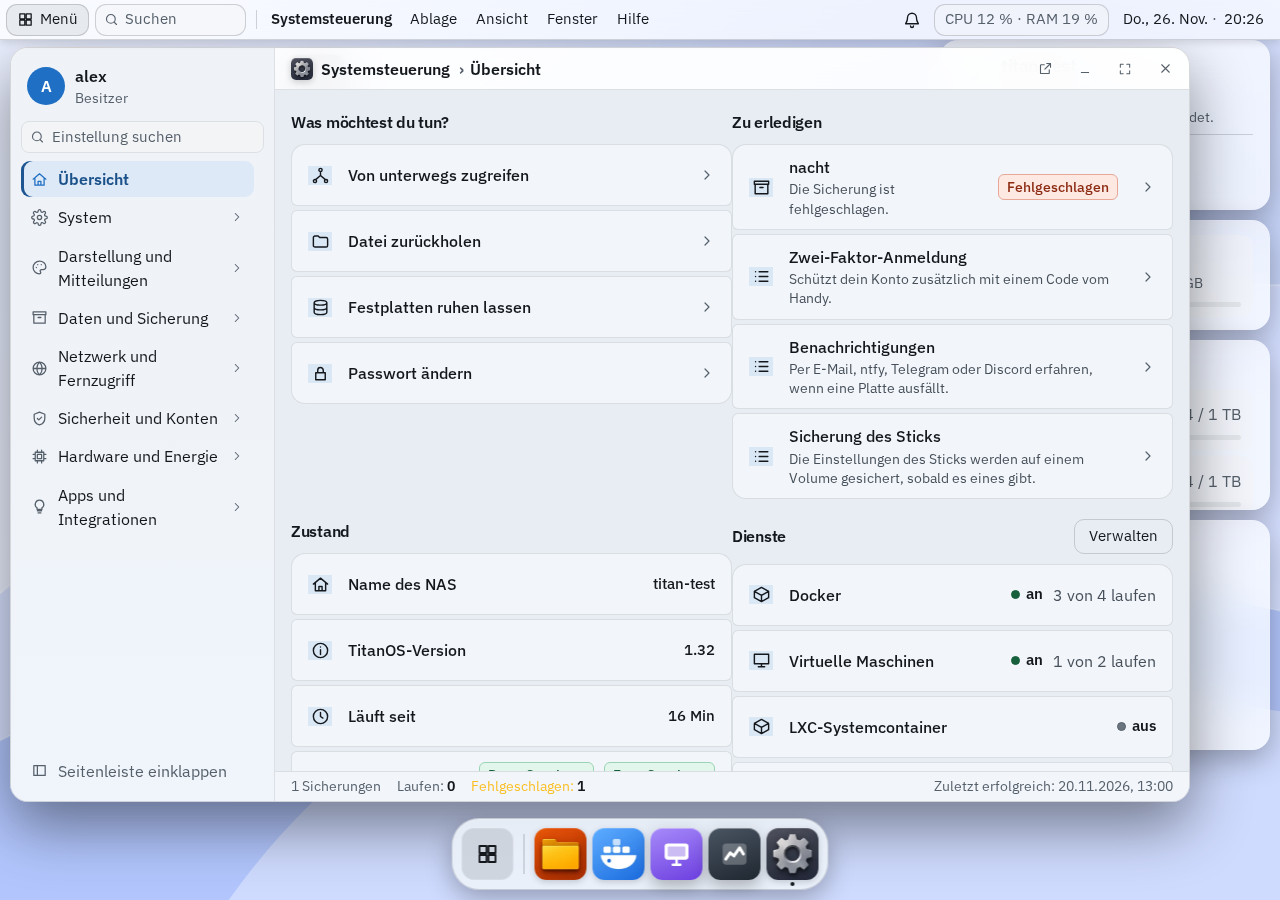 Menü
Suchen
Systemsteuerung
Ablage
Ansicht
Fenster
Hilfe
CPU 12 % · RAM 19 %
Do., 26. Nov. · 20:26
A
alex
Besitzer
Einstellung suchen
Übersicht
System
Darstellung und
Mitteilungen
Daten und Sicherung
Netzwerk und
Fernzugriff
Sicherheit und Konten
Hardware und Energie
Apps und
Integrationen
Seitenleiste einklappen
Systemsteuerung › Übersicht
Was möchtest du tun?
Von unterwegs zugreifen
Datei zurückholen
Festplatten ruhen lassen
Passwort ändern
Zu erledigen
nacht
Die Sicherung ist
fehlgeschlagen.
Fehlgeschlagen
Zwei-Faktor-Anmeldung
Schützt dein Konto zusätzlich mit einem Code vom
Handy.
Benachrichtigungen
Per E-Mail, ntfy, Telegram oder Discord erfahren,
wenn eine Platte ausfällt.
Sicherung des Sticks
Die Einstellungen des Sticks werden auf einem
Volume gesichert, sobald es eines gibt.
Zustand
Name des NAS
titan-test
TitanOS-Version
1.32
Läuft seit
16 Min
Dienste
Verwalten
Docker
an 3 von 4 laufen
Virtuelle Maschinen
an 1 von 2 laufen
LXC-Systemcontainer
aus
1 Sicherungen
Laufen: 0
Fehlgeschlagen: 1
Zuletzt erfolgreich: 20.11.2026, 13:00
det.
GB
/ 1 TB
/ 1 TB